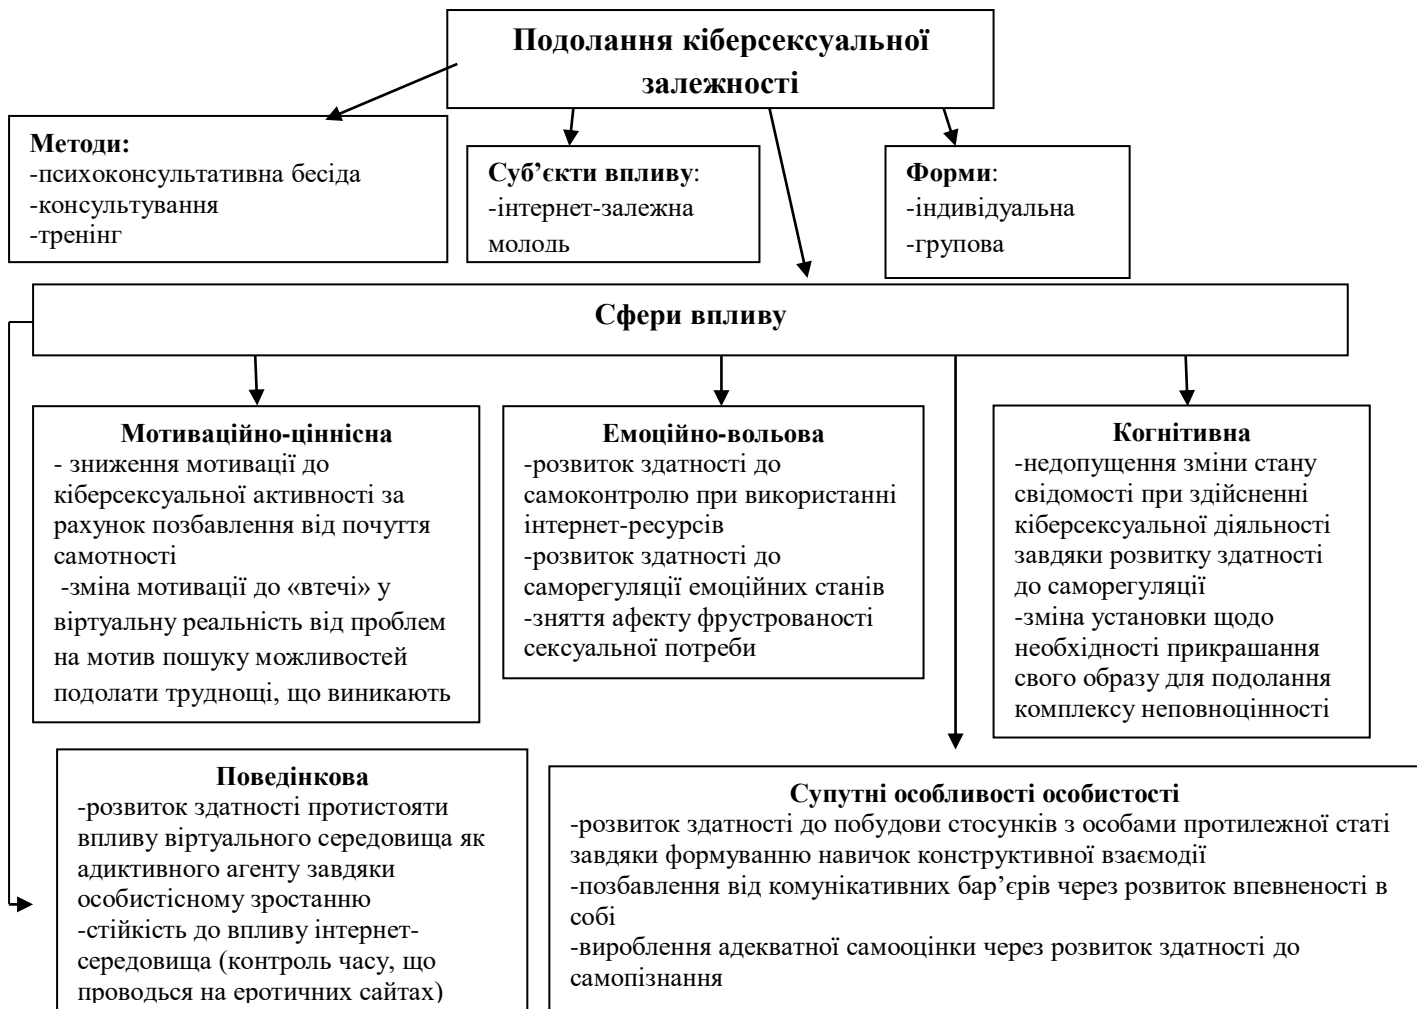 Подолання кіберсексуальної
залежності
Методи:
-психоконсультативна бесіда
-консультування
-тренінг
Суб’єкти впливу:
-інтернет-залежна
молодь
Форми:
-індивідуальна
-групова
Сфери впливу
Мотиваційно-ціннісна
- зниження мотивації до
кіберсексуальної активності за
рахунок позбавлення від почуття
самотності
-зміна мотивації до «втечі» у
віртуальну реальність від проблем
на мотив пошуку можливостей
подолати труднощі, що виникають
Емоційно-вольова
-розвиток здатності до
самоконтролю при використанні
інтернет-ресурсів
-розвиток здатності до
саморегуляції емоційних станів
-зняття афекту фрустрованості
сексуальної потреби
Когнітивна
-недопущення зміни стану
свідомості при здійсненні
кіберсексуальної діяльності
завдяки розвитку здатності
до саморегуляції
-зміна установки щодо
необхідності прикрашання
свого образу для подолання
комплексу неповноцінності
Поведінкова
-розвиток здатності протистояти
впливу віртуального середовища як
адиктивного агенту завдяки
особистісному зростанню
-стійкість до впливу інтернет-
середовища (контроль часу, що
проводься на еротичних сайтах)
Супутні особливості особистості
-розвиток здатності до побудови стосунків з особами протилежної статі
завдяки формуванню навичок конструктивної взаємодії
-позбавлення від комунікативних бар’єрів через розвиток впевненості в
собі
-вироблення адекватної самооцінки через розвиток здатності до
самопізнання